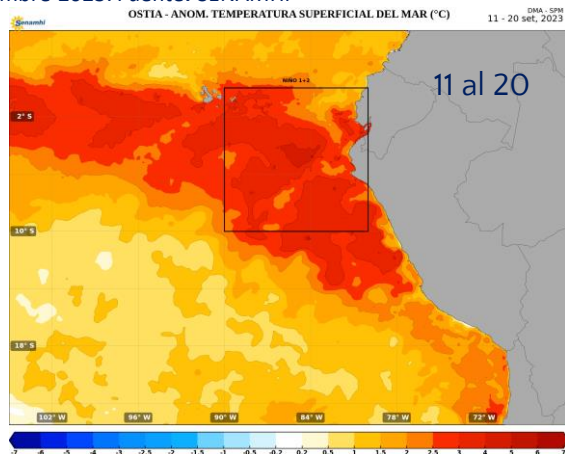 OSTIA - ANOM. TEMPERATURA SUPERFICIAL DEL MAR (°C)
DMA - SPM
11 - 20 set, 2023
Senamhi
NIÑO 1+2
11 al 20
2° S
10° S
18° S
102° W 96° W 90° W 84° W 78° W 72° W
-7 -6 -5 -4 -3 -2.5 -2 -1.5 -1 -0.5 -0.2 0.2 0.5 1 1.5 2 2.5 3 4 5 6 7